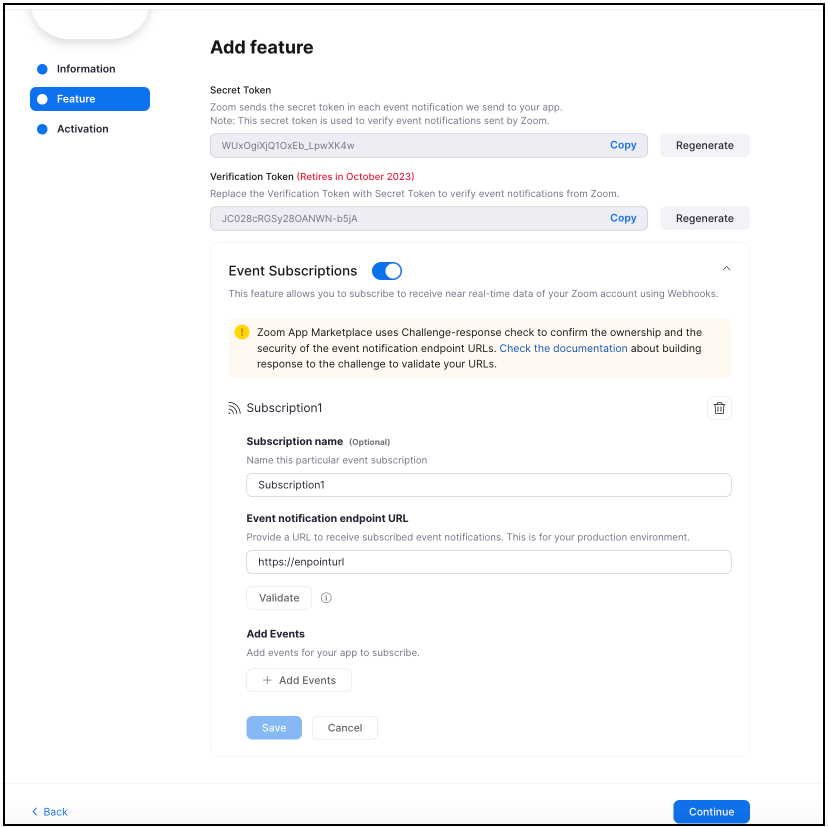 Add feature
Information
Feature
Activation
Secret Token
Zoom sends the secret token in each event notification we send to your app.
Note: This secret token is used to verify event notifications sent by Zoom.
WUxOgiXjQ1OxEb_LpwXK4w Copy Regenerate
Verification Token (Retires in October 2023)
Replace the Verification Token with Secret Token to verify event notifications from Zoom.
JC028cRGSy28OANWN-b5jA Copy Regenerate
Event Subscriptions
This feature allows you to subscribe to receive near real-time data of your Zoom account using Webhooks.
Zoom App Marketplace uses Challenge-response check to confirm the ownership and the
security of the event notification endpoint URLs. Check the documentation about building
response to the challenge to validate your URLs.
Subscription1
Subscription name (Optional)
Name this particular event subscription
Subscription1
Event notification endpoint URL
Provide a URL to receive subscribed event notifications. This is for your production environment.
https://enpointurl
Validate
Add Events
Add events for your app to subscribe.
+ Add Events
Save Cancel
Back Continue